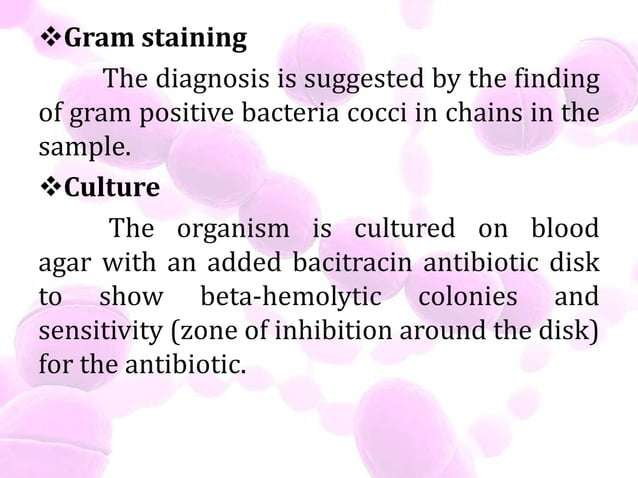 ❖Gram staining
The diagnosis is suggested by the finding
of gram positive bacteria cocci in chains in the
sample.
❖Culture
The organism is cultured on blood
agar with an added bacitracin antibiotic disk
to show beta-hemolytic colonies and
sensitivity (zone of inhibition around the disk)
for the antibiotic.